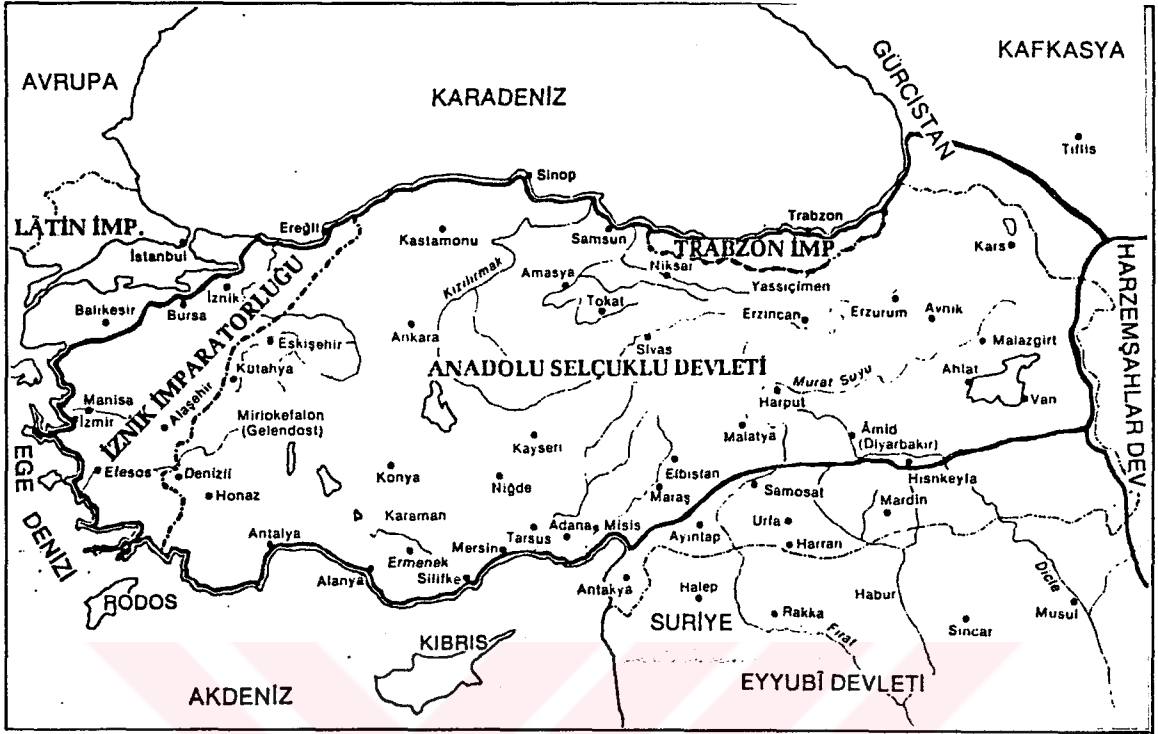 AVRUPA
KARADENİZ
GÜRCİSTAN
KAFKASYA
Tiflis
LÂTİN İMP.
İstanbul
Ereğli
Kastamonu
Sinop
Samsun
Trabzon
TRABZON İMP
Kars
HARZEMŞAHLAR DEV.
Balıkesir
Bursa
İznik
İZNİK İMPARATORLUĞU
Kızılırmak
Amasya
Tokat
Niksar
Yassıçimen
Erzincan
Erzurum
Avnik
Malazgirt
Ankara
Eskişehir
Sivas
ANADOLU SELÇUKLU DEVLETİ
Kütahya
Murat Suyu
Ahlat
Van
Harput
Manisa
İzmir
Alaşehir
Miriokefalon
(Gelendost)
Kayseri
Malatya
Âmid
(Diyarbakır)
EGE
DENİZİ
Efesos
Denizli
Honaz
Konya
Niğde
Elbistan
Maraş
Samosat
Hısnkeyfa
Mardin
Karaman
Antalya
Alanya
Ermenek
Silifke
Mersin
Tarsus
Adana
Misis
Ayıntap
Urfa
Harran
RODOS
Antakya
Halep
Habur
Dicle
Musul
KIBRIS
SURİYE
Rakka
Fırat
Sincar
AKDENİZ
EYYUBÎ DEVLETİ